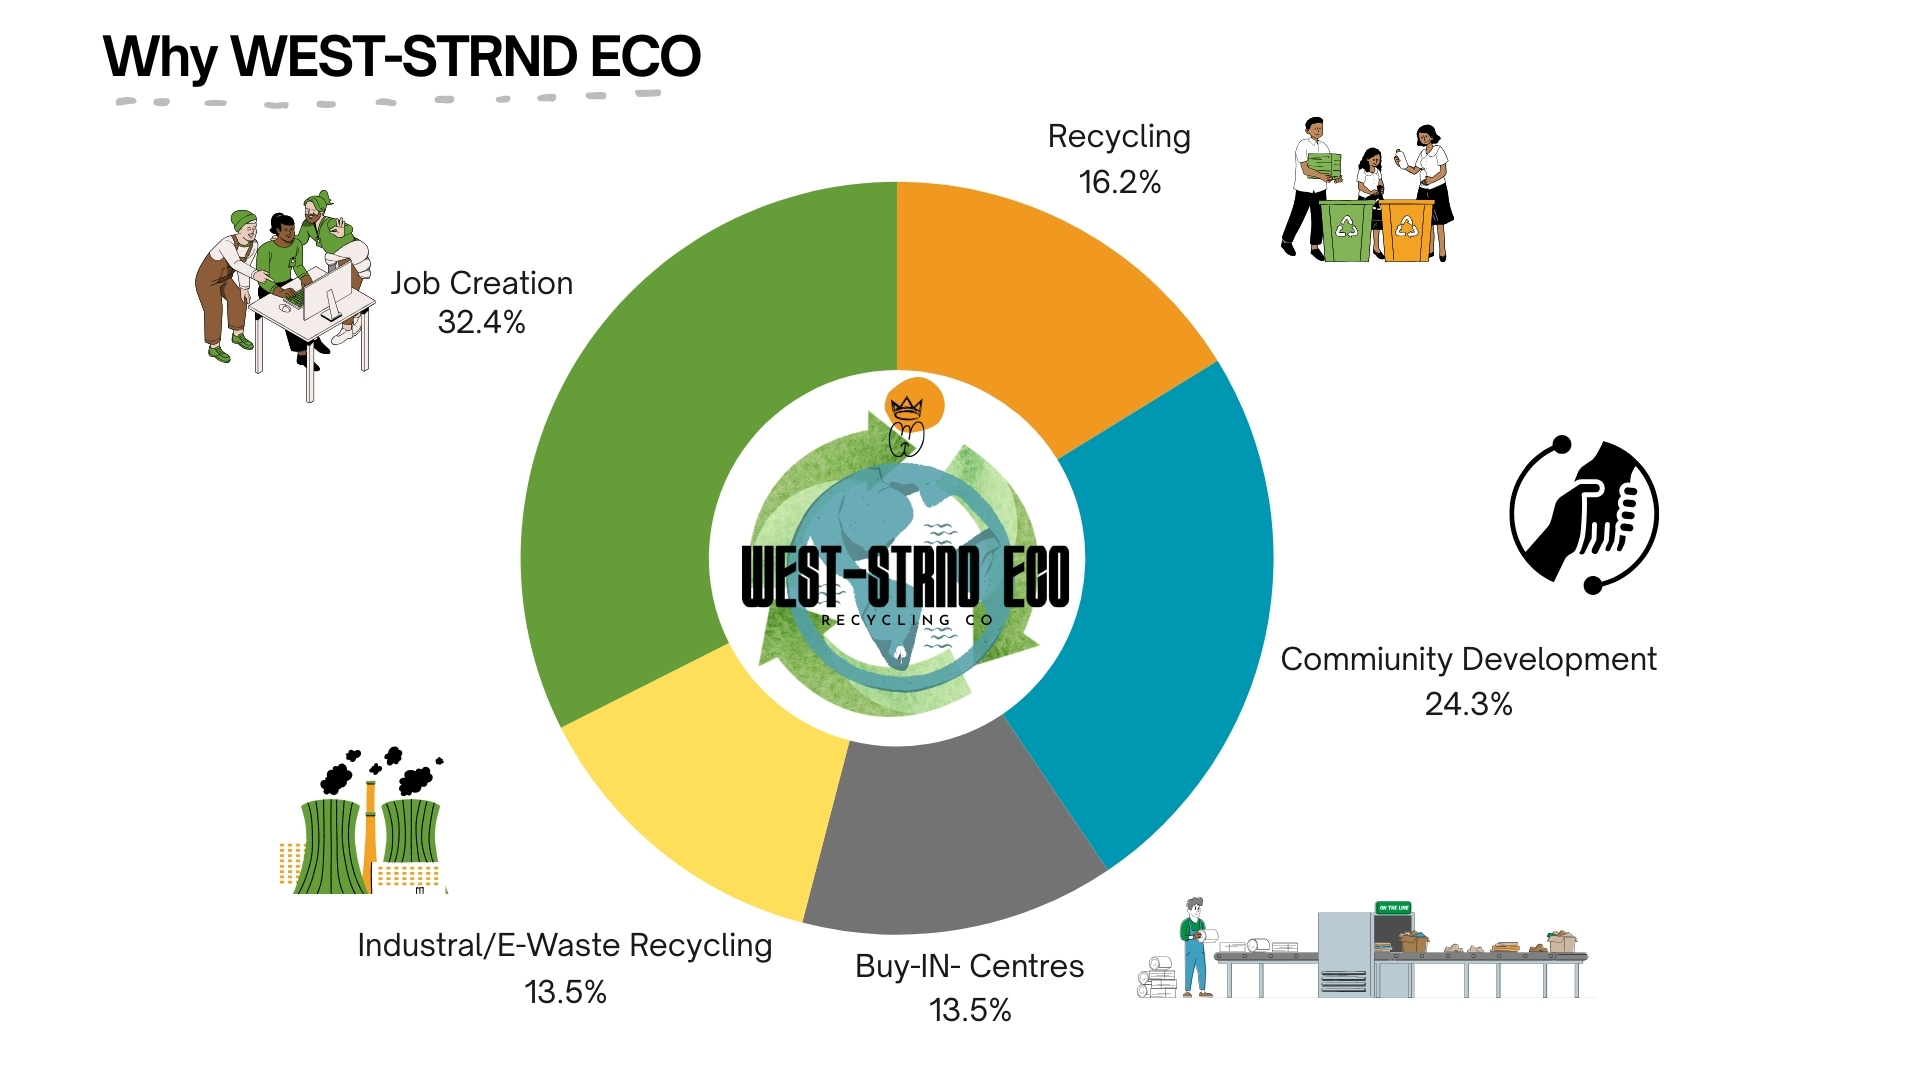 Why WEST-STRND ECO
Recycling
16.2%
Job Creation
32.4%
WEST-STRND ECO
RECYCLING CO
Commiunity Development
24.3%
ON THE LINE
Industral/E-Waste Recycling
13.5%
Buy-IN- Centres
13.5%